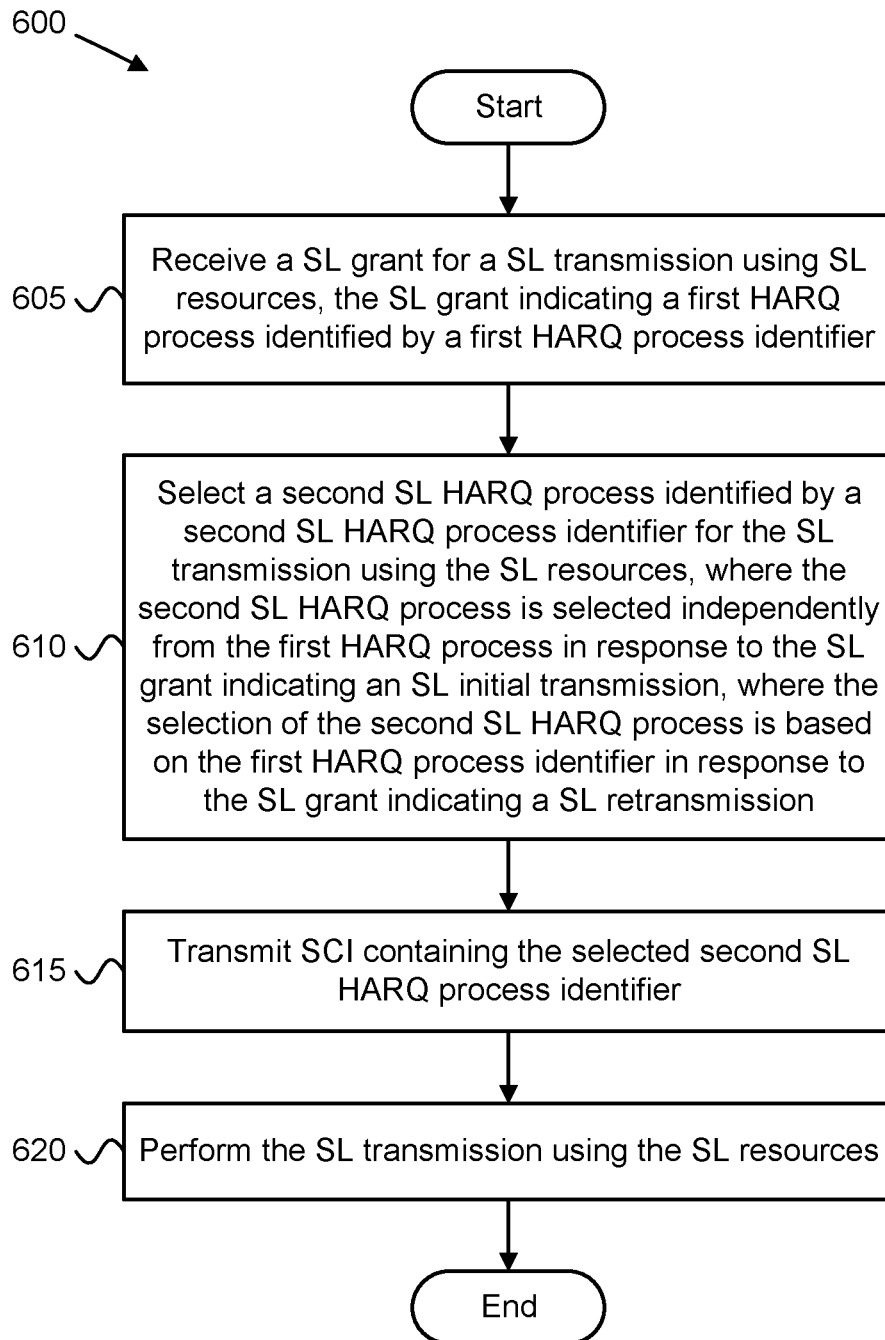 600
Start
605
Receive a SL grant for a SL transmission using SL
resources, the SL grant indicating a first HARQ
process identified by a first HARQ process identifier
610
Select a second SL HARQ process identified by a
second SL HARQ process identifier for the SL
transmission using the SL resources, where the
second SL HARQ process is selected independently
from the first HARQ process in response to the SL
grant indicating an SL initial transmission, where the
selection of the second SL HARQ process is based
on the first HARQ process identifier in response to
the SL grant indicating a SL retransmission
615
Transmit SCI containing the selected second SL
HARQ process identifier
620
Perform the SL transmission using the SL resources
End